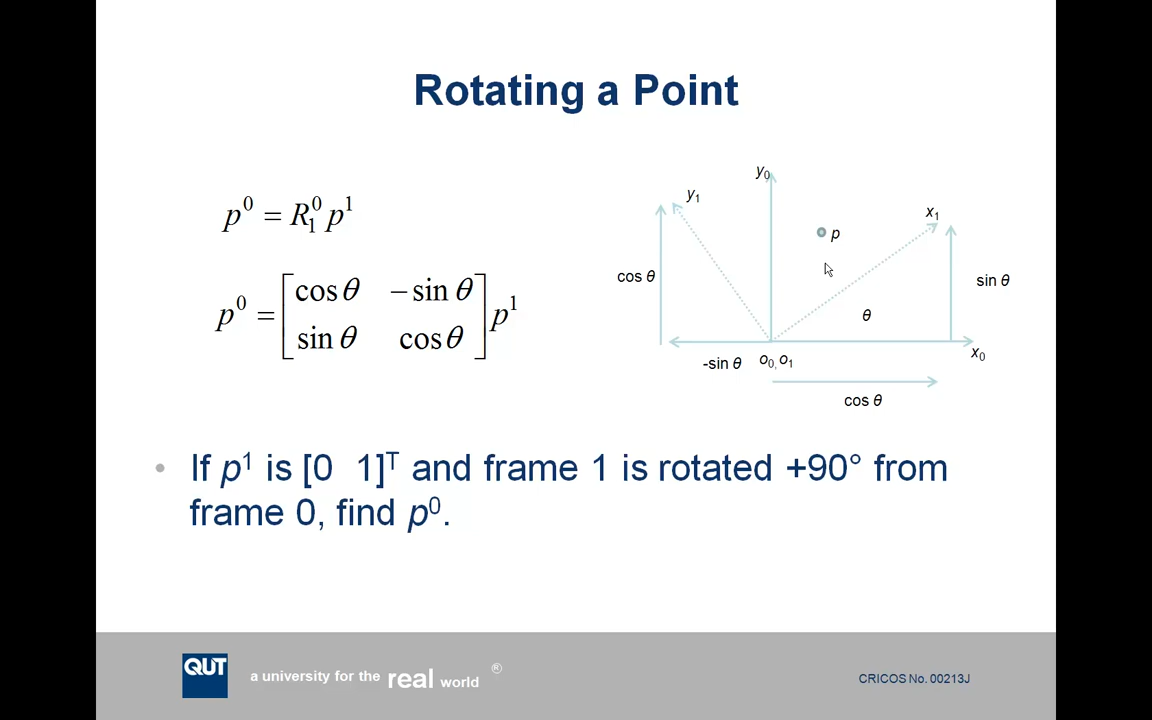 Rotating a Point
p⁰ = R₁⁰ p¹
p⁰ = [cos θ −sin θ
sin θ cos θ] p¹
y₀
y₁
x₁
p
cos θ
sin θ
θ
x₀
-sin θ
o₀, o₁
cos θ
• If p¹ is [0 1]ᵀ and frame 1 is rotated +90° from
frame 0, find p⁰.
QUT
a university for the real world ®
CRICOS No. 00213J